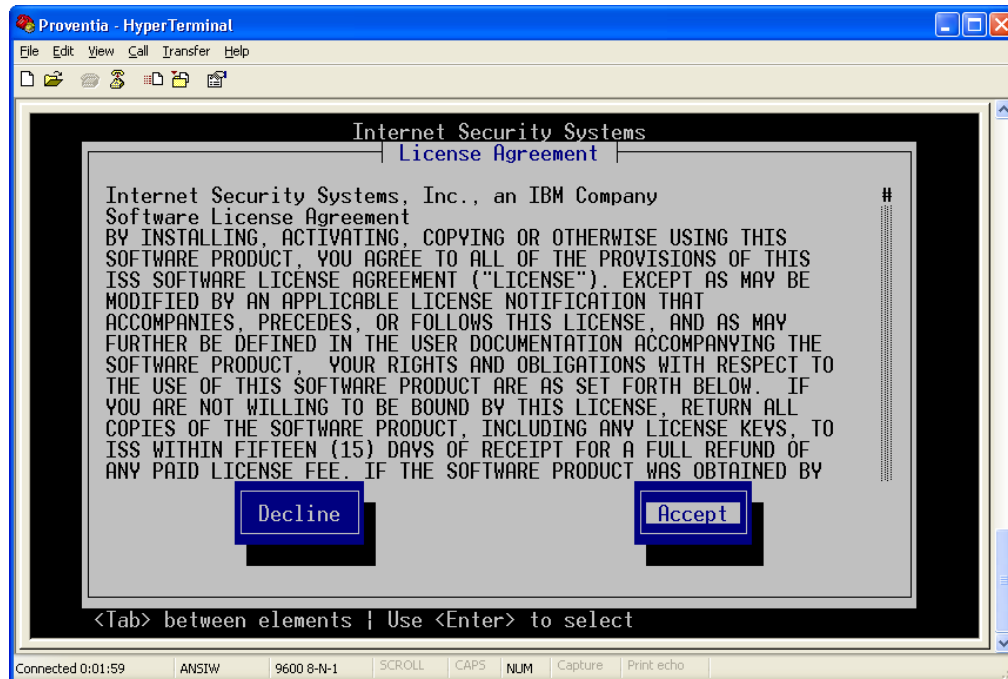 Proventia - HyperTerminal
File Edit View Call Transfer Help
Internet Security Systems
License Agreement
Internet Security Systems, Inc., an IBM Company #
Software License Agreement
BY INSTALLING, ACTIVATING, COPYING OR OTHERWISE USING THIS
SOFTWARE PRODUCT, YOU AGREE TO ALL OF THE PROVISIONS OF THIS
ISS SOFTWARE LICENSE AGREEMENT ("LICENSE"). EXCEPT AS MAY BE
MODIFIED BY AN APPLICABLE LICENSE NOTIFICATION THAT
ACCOMPANIES, PRECEDES, OR FOLLOWS THIS LICENSE, AND AS MAY
FURTHER BE DEFINED IN THE USER DOCUMENTATION ACCOMPANYING THE
SOFTWARE PRODUCT, YOUR RIGHTS AND OBLIGATIONS WITH RESPECT TO
THE USE OF THIS SOFTWARE PRODUCT ARE AS SET FORTH BELOW. IF
YOU ARE NOT WILLING TO BE BOUND BY THIS LICENSE, RETURN ALL
COPIES OF THE SOFTWARE PRODUCT, INCLUDING ANY LICENSE KEYS, TO
ISS WITHIN FIFTEEN (15) DAYS OF RECEIPT FOR A FULL REFUND OF
ANY PAID LICENSE FEE. IF THE SOFTWARE PRODUCT WAS OBTAINED BY
Decline Accept
<Tab> between elements | Use <Enter> to select
Connected 0:01:59 ANSIW 9600 8-N-1 SCROLL CAPS NUM Capture Print echo